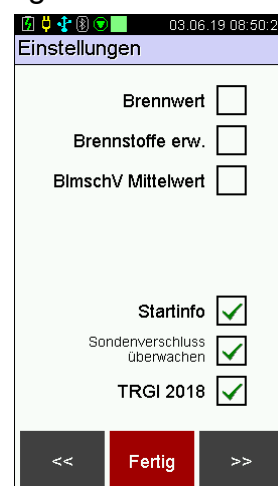 03.06.19 08:50:2
Einstellungen
Brennwert
Brennstoffe erw.
BImschV Mittelwert
Startinfo
Sondenverschluss
überwachen
TRGI 2018
<< Fertig >>